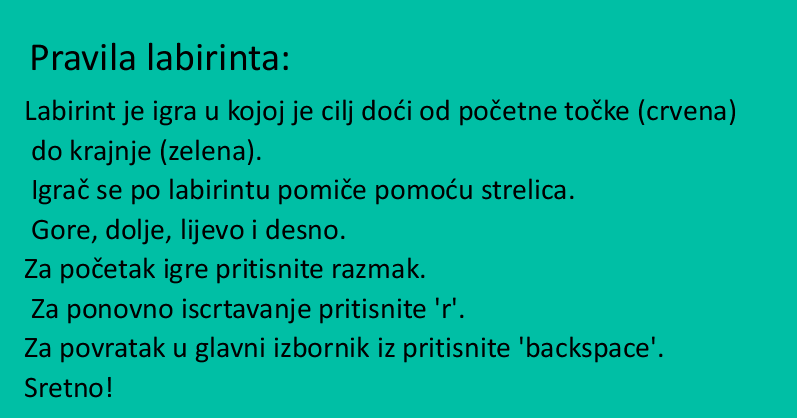 Pravila labirinta:
Labirint je igra u kojoj je cilj doći od početne točke (crvena)
do krajnje (zelena).
Igrač se po labirintu pomiče pomoću strelica.
Gore, dolje, lijevo i desno.
Za početak igre pritisnite razmak.
Za ponovno iscrtavanje pritisnite 'r'.
Za povratak u glavni izbornik iz pritisnite 'backspace'.
Sretno!